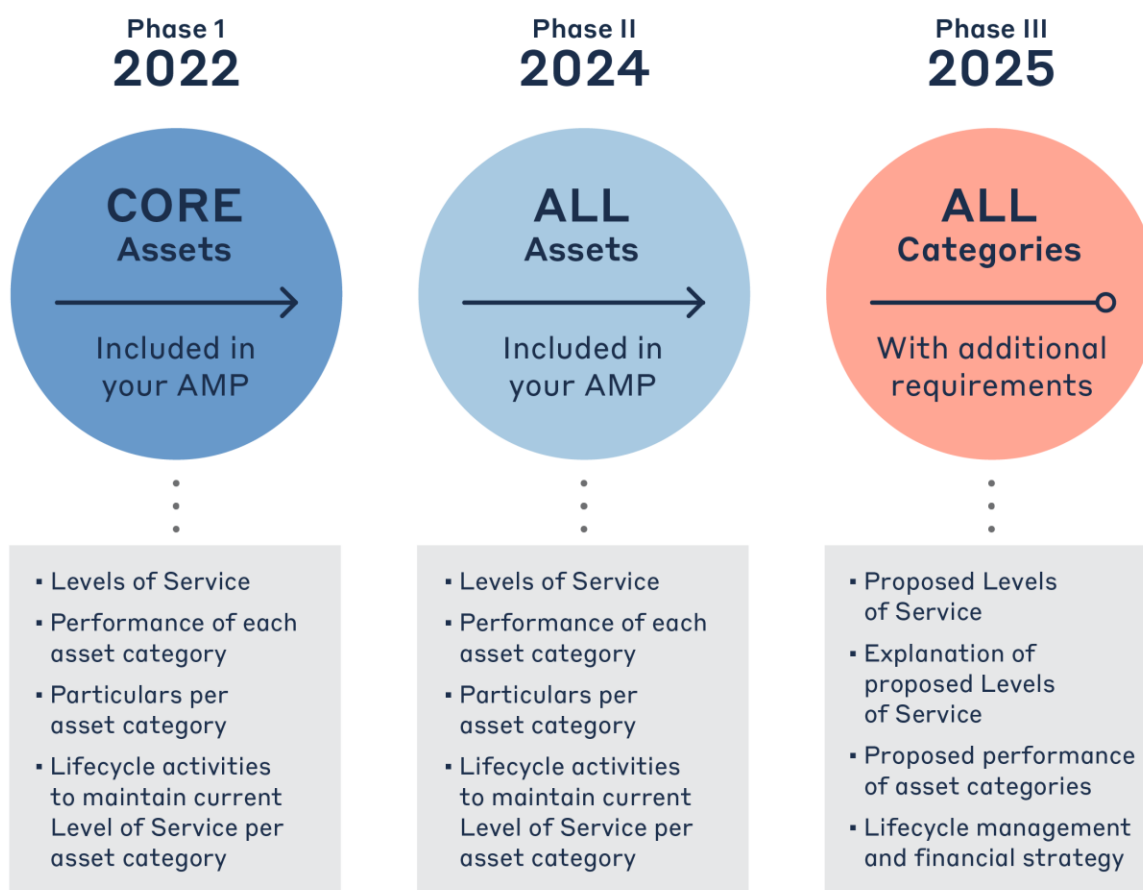 Phase 1
2022
CORE
Assets
Included in
your AMP
▪ Levels of Service
▪ Performance of each
asset category
▪ Particulars per
asset category
▪ Lifecycle activities
to maintain current
Level of Service per
asset category
Phase II
2024
ALL
Assets
Included in
your AMP
▪ Levels of Service
▪ Performance of each
asset category
▪ Particulars per
asset category
▪ Lifecycle activities
to maintain current
Level of Service per
asset category
Phase III
2025
ALL
Categories
With additional
requirements
▪ Proposed Levels
of Service
▪ Explanation of
proposed Levels
of Service
▪ Proposed performance
of asset categories
▪ Lifecycle management
and financial strategy